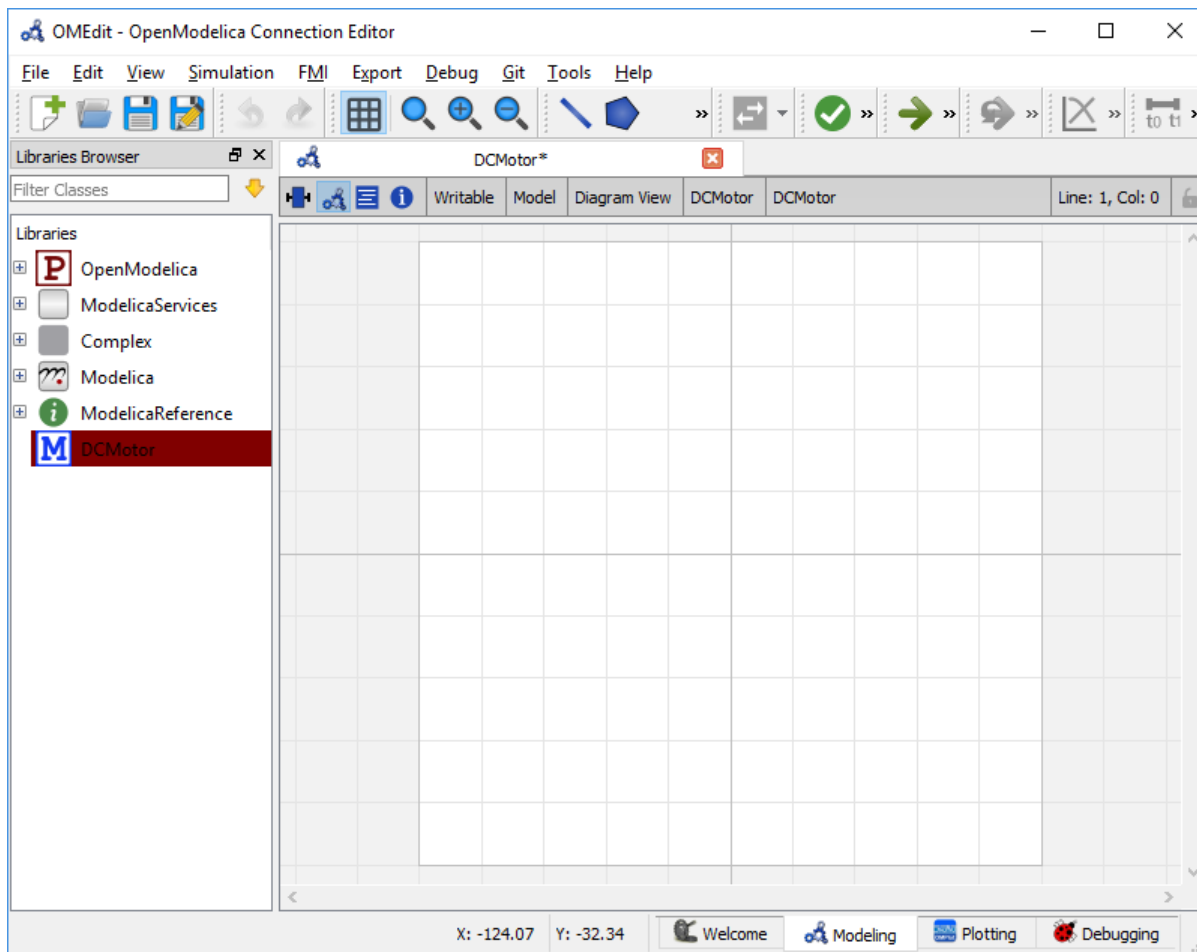 OMEdit - OpenModelica Connection Editor
File Edit View Simulation FMI Export Debug Git Tools Help
t0 t1
Libraries Browser
DCMotor*
Filter Classes
Writable Model Diagram View DCMotor DCMotor Line: 1, Col: 0
Libraries
P OpenModelica
ModelicaServices
Complex
Modelica
i ModelicaReference
M DCMotor
X: -124.07 Y: -32.34 Welcome Modeling Plotting Debugging